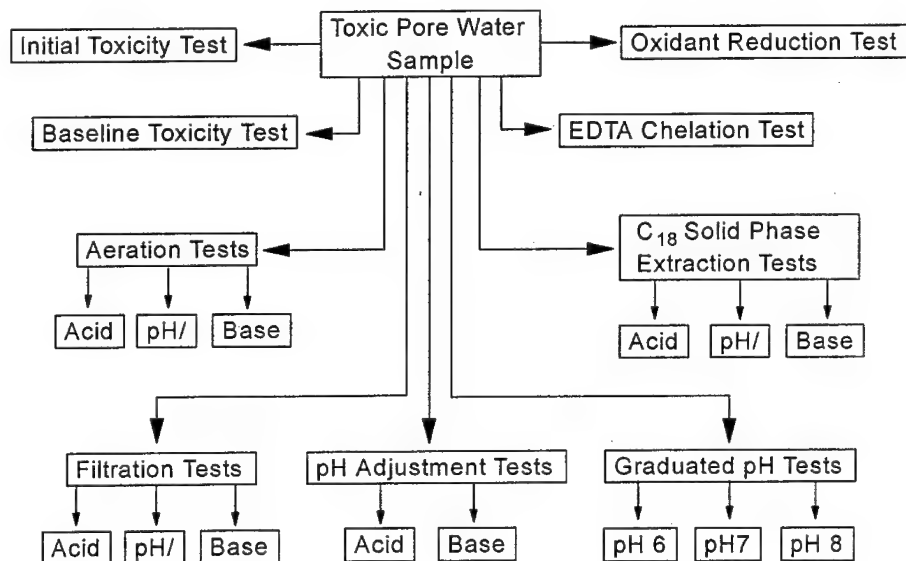 Toxic Pore Water
Sample
Initial Toxicity Test
Oxidant Reduction Test
Baseline Toxicity Test
EDTA Chelation Test
Aeration Tests
Acid
pH/
Base
C18 Solid Phase
Extraction Tests
Acid
pH/
Base
Filtration Tests
Acid
pH/
Base
pH Adjustment Tests
Acid
Base
Graduated pH Tests
pH 6
pH7
pH 8